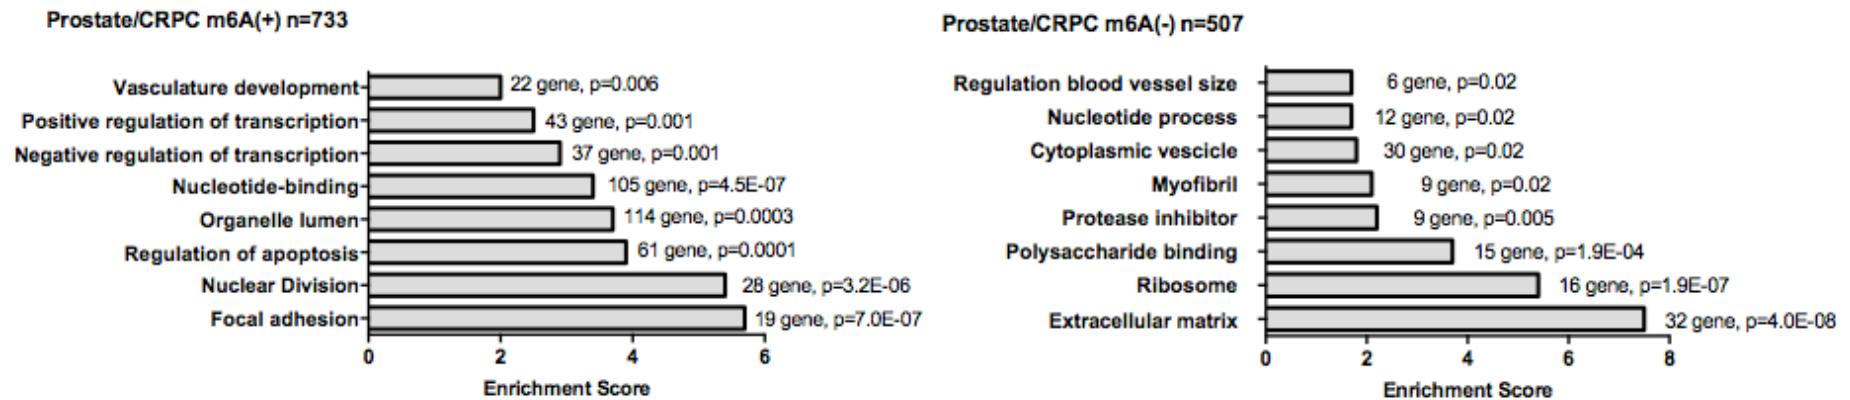 Prostate/CRPC m6A(+) n=733
Vasculature development 22 gene, p=0.006
Positive regulation of transcription 43 gene, p=0.001
Negative regulation of transcription 37 gene, p=0.001
Nucleotide-binding 105 gene, p=4.5E-07
Organelle lumen 114 gene, p=0.0003
Regulation of apoptosis 61 gene, p=0.0001
Nuclear Division 28 gene, p=3.2E-06
Focal adhesion 19 gene, p=7.0E-07
0 2 4 6
Enrichment Score
Prostate/CRPC m6A(-) n=507
Regulation blood vessel size 6 gene, p=0.02
Nucleotide process 12 gene, p=0.02
Cytoplasmic vescicle 30 gene, p=0.02
Myofibril 9 gene, p=0.02
Protease inhibitor 9 gene, p=0.005
Polysaccharide binding 15 gene, p=1.9E-04
Ribosome 16 gene, p=1.9E-07
Extracellular matrix 32 gene, p=4.0E-08
0 2 4 6 8
Enrichment Score